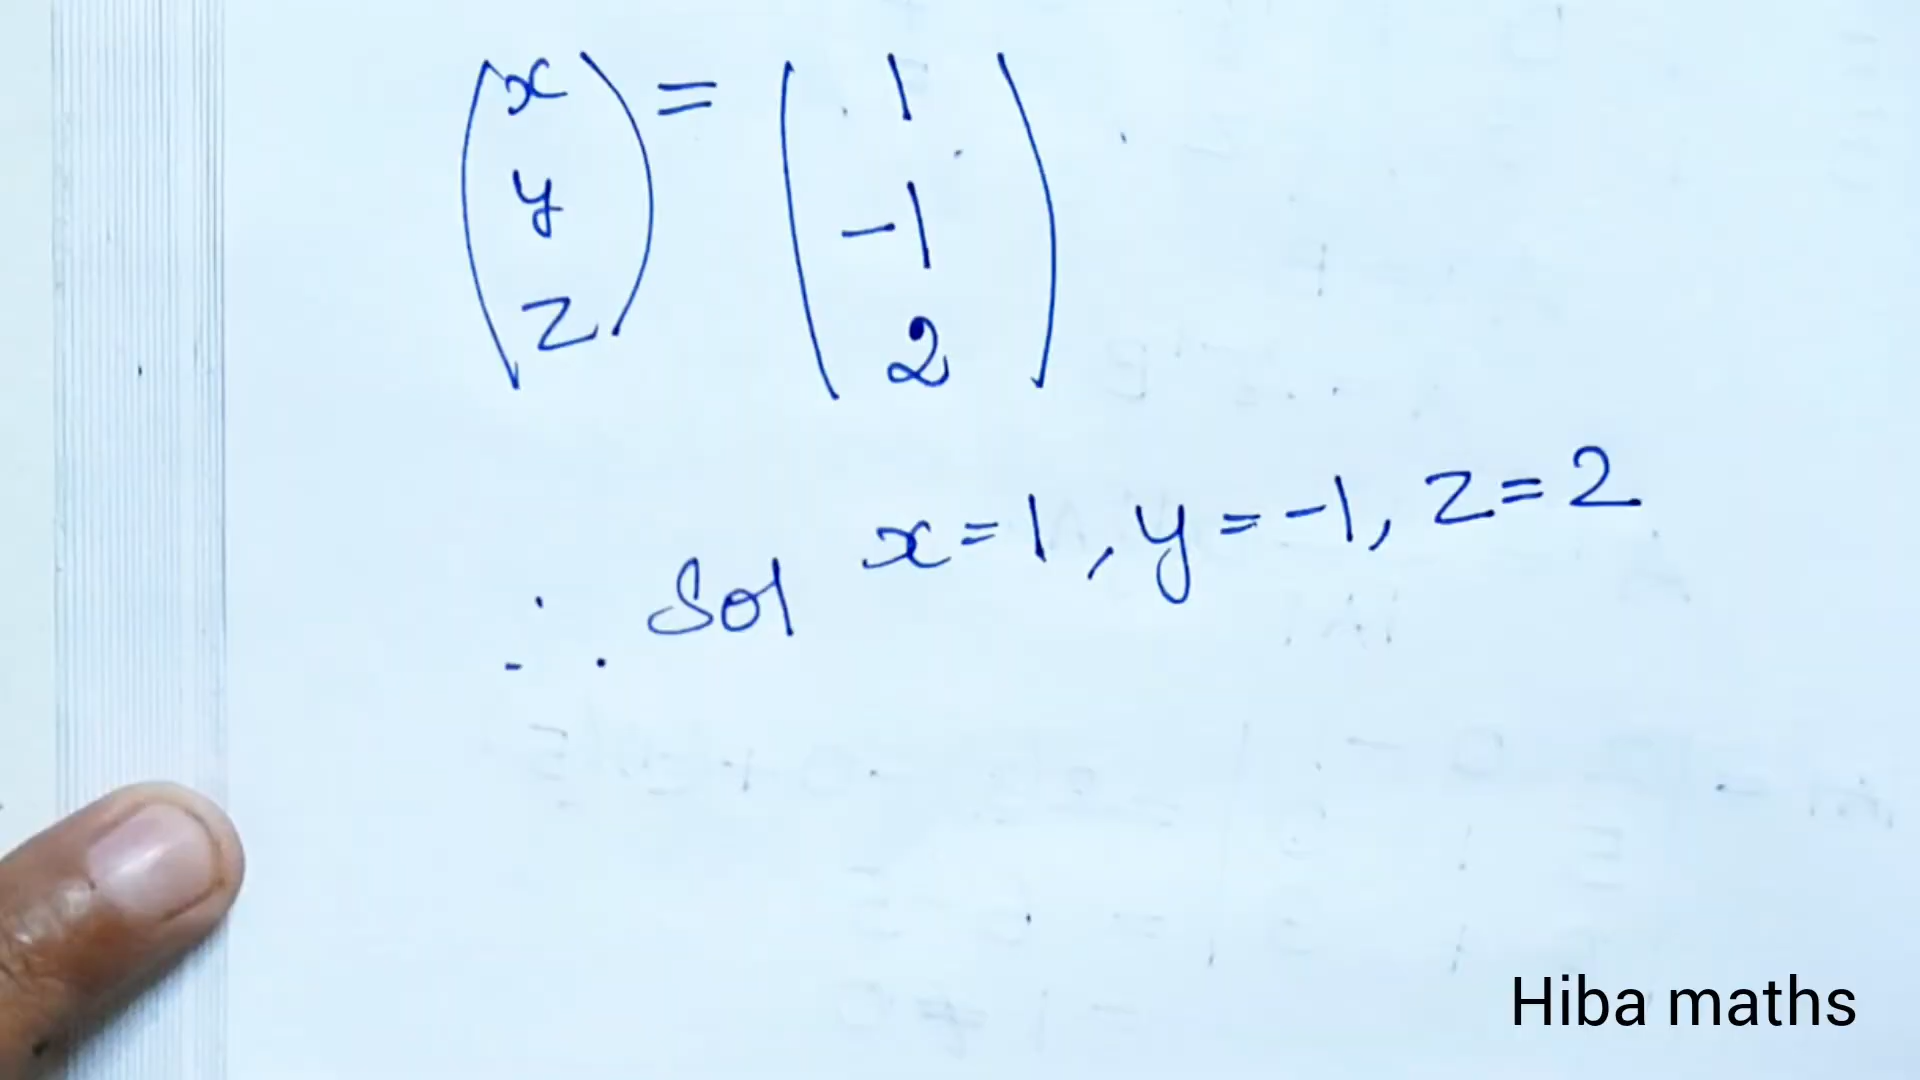 (x) = (1)
(y) (-1)
(z) (2)
∴ Sol x=1, y=-1, z=2
Hiba maths